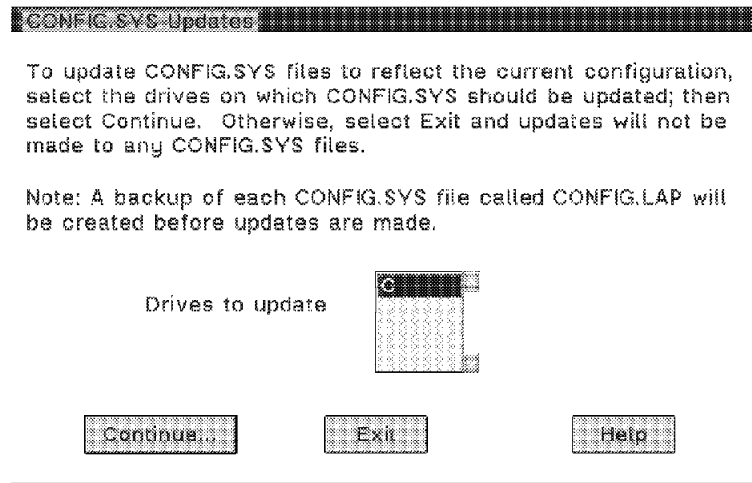 CONFIG.SYS Updates
To update CONFIG.SYS files to reflect the current configuration,
select the drives on which CONFIG.SYS should be updated; then
select Continue.  Otherwise, select Exit and updates will not be
made to any CONFIG.SYS files.
Note: A backup of each CONFIG.SYS file called CONFIG.LAP will
be created before updates are made.
Drives to update
C
Continue...
Exit
Help